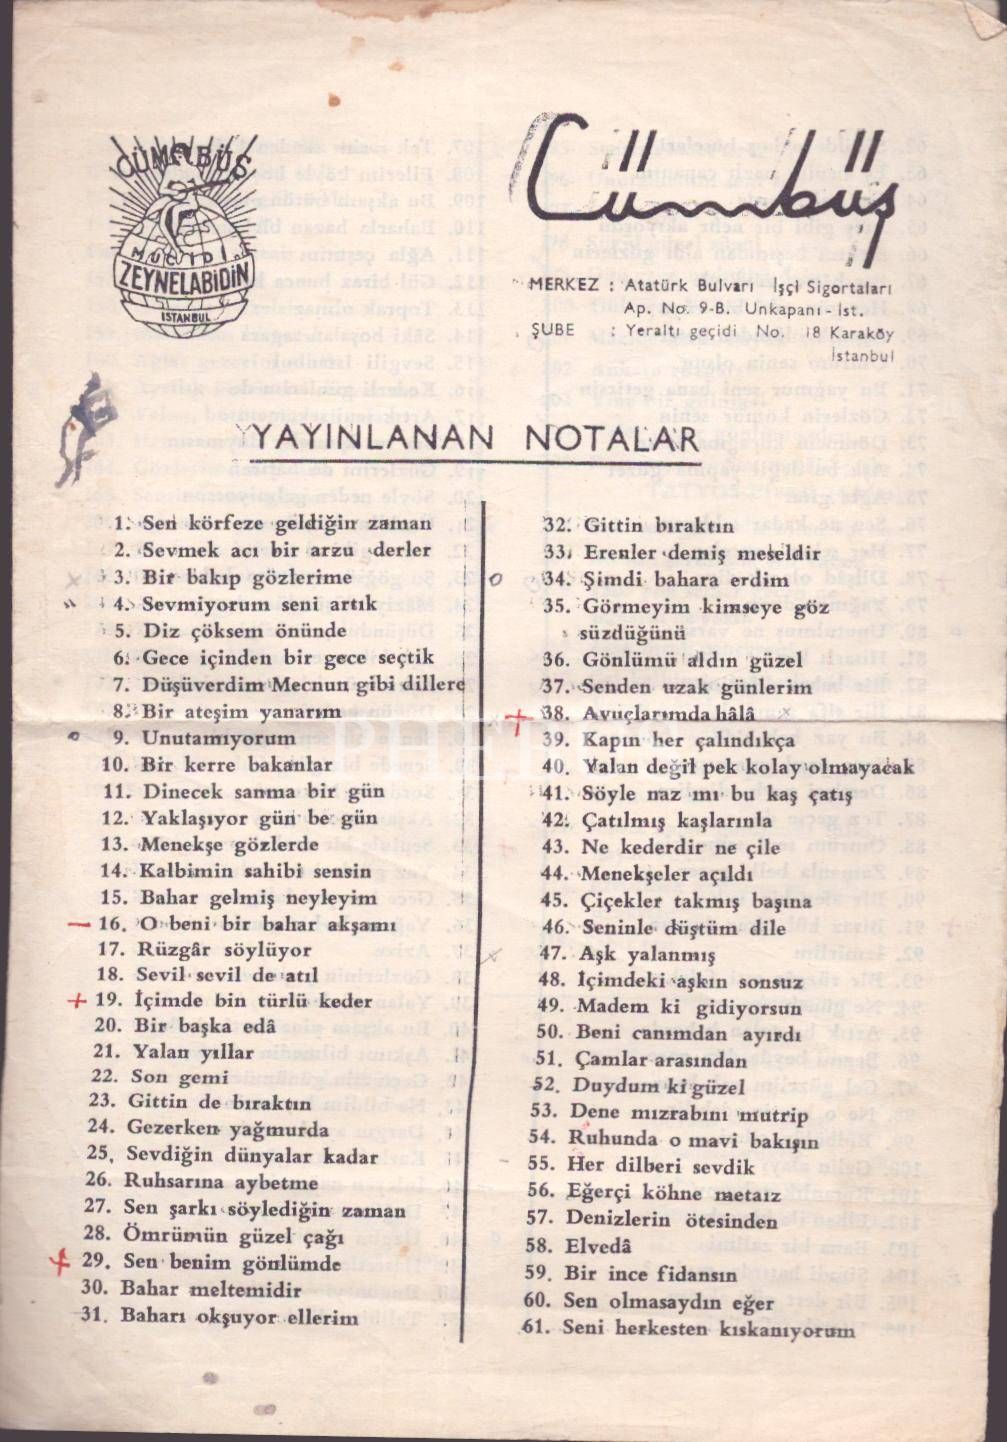 CÜMBÜŞ
MUCİDİ
ZEYNELABİDİN
İSTANBUL
Cümbüş
MERKEZ : Atatürk Bulvarı İşçi Sigortaları
Ap. No. 9-B. Unkapanı - İst.
ŞUBE : Yeraltı geçidi No. 18 Karaköy
İstanbul
YAYINLANAN NOTALAR
1. Sen körfeze geldiğin zaman
2. Sevmek acı bir arzu derler
3. Bir bakıp gözlerime
4. Sevmiyorum seni artık
5. Diz çöksem önünde
6. Gece içinden bir gece seçtik
7. Düşüverdim Mecnun gibi dillere
8. Bir ateşim yanarım
9. Unutamıyorum
10. Bir kerre bakanlar
11. Dinecek sanma bir gün
12. Yaklaşıyor gün be gün
13. Menekşe gözlerde
14. Kalbimin sahibi sensin
15. Bahar gelmiş neyleyim
16. O beni bir bahar akşamı
17. Rüzgâr söylüyor
18. Sevil sevil de atıl
19. İçimde bin türlü keder
20. Bir başka edâ
21. Yalan yıllar
22. Son gemi
23. Gittin de bıraktın
24. Gezerken yağmurda
25. Sevdiğin dünyalar kadar
26. Ruhsarına aybetme
27. Sen şarkı söylediğin zaman
28. Ömrümün güzel çağı
29. Sen benim gönlümde
30. Bahar meltemidir
31. Baharı okşuyor ellerim
32. Gittin bıraktın
33. Erenler demiş meseldir
34. Şimdi bahara erdim
35. Görmeyim kimseye göz
süzdüğünü
36. Gönlümü aldın güzel
37. Senden uzak günlerim
38. Avuçlarımda hâlâ
39. Kapın her çalındıkça
40. Yalan değil pek kolay olmayacak
41. Söyle naz mı bu kaş çatış
42. Çatılmış kaşlarınla
43. Ne kederdir ne çile
44. Menekşeler açıldı
45. Çiçekler takmış başına
46. Seninle düştüm dile
47. Aşk yalanmış
48. İçimdeki aşkın sonsuz
49. Madem ki gidiyorsun
50. Beni canımdan ayırdı
51. Çamlar arasından
52. Duydum ki güzel
53. Dene mızrabını mutrip
54. Ruhunda o mavi bakışın
55. Her dilberi sevdik
56. Eğerçi köhne metaız
57. Denizlerin ötesinden
58. Elvedâ
59. Bir ince fidansın
60. Sen olmasaydın eğer
61. Seni herkesten kıskanıyorum